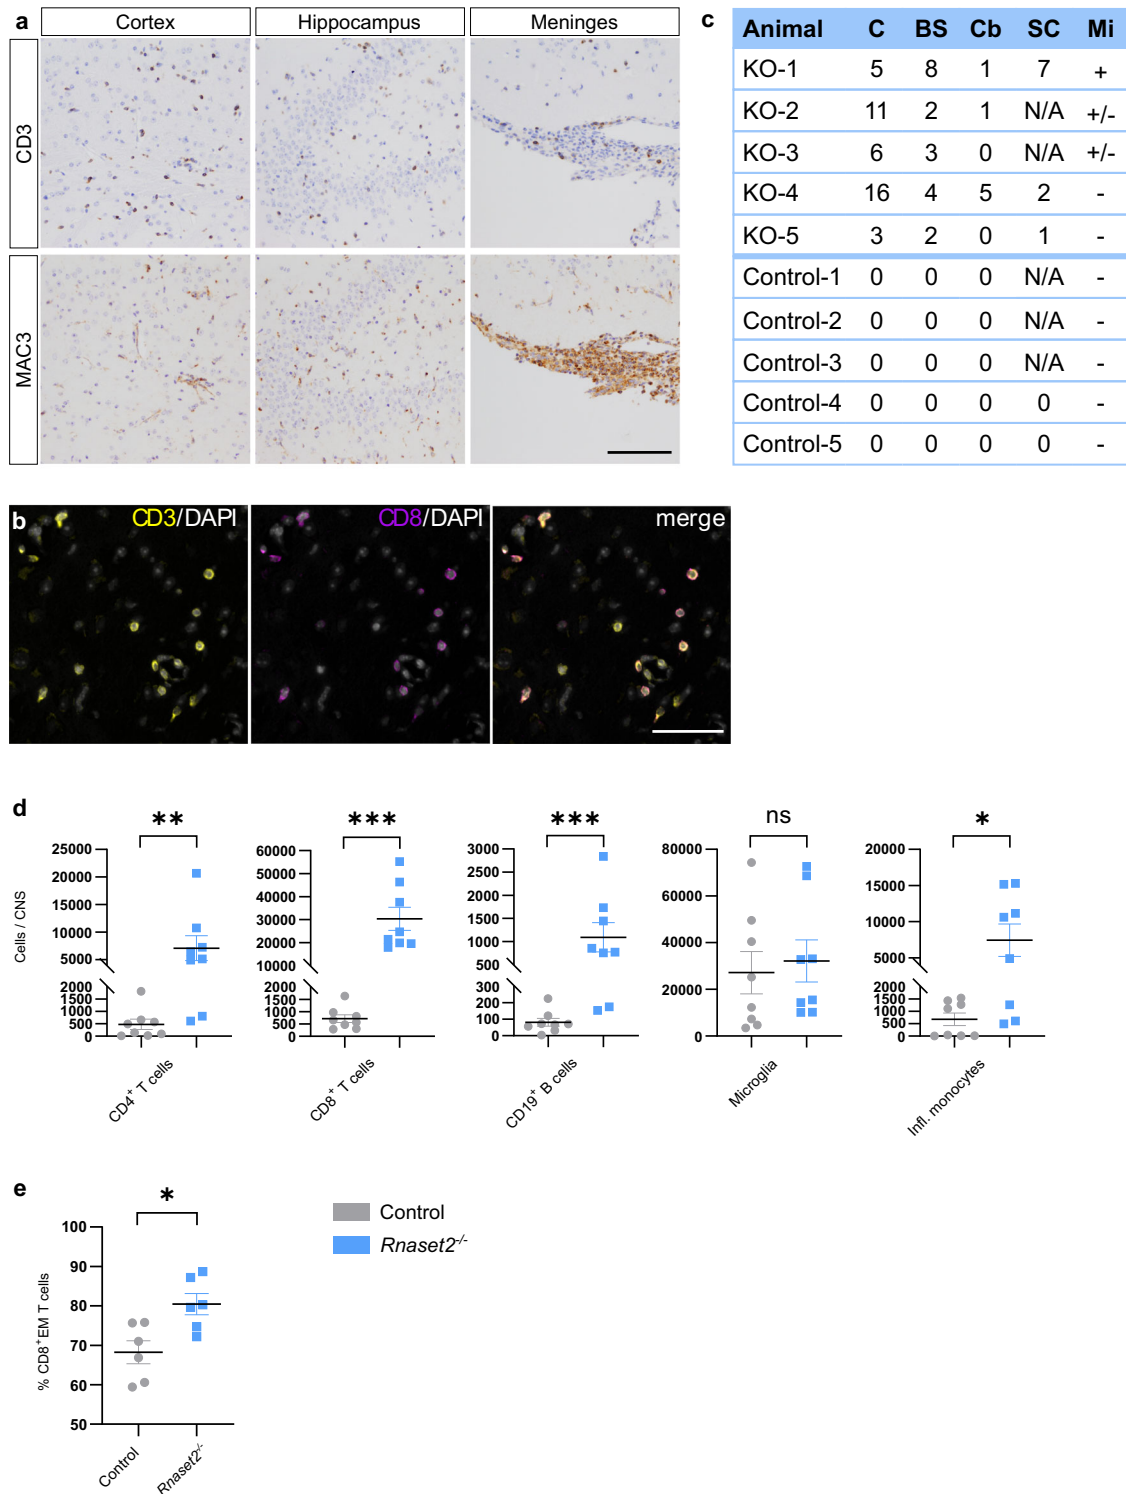 a
Cortex
Hippocampus
Meninges
CD3
MAC3
c
Animal C BS Cb SC Mi
KO-1 5 8 1 7 +
KO-2 11 2 1 N/A +/-
KO-3 6 3 0 N/A +/-
KO-4 16 4 5 2 -
KO-5 3 2 0 1 -
Control-1 0 0 0 N/A -
Control-2 0 0 0 N/A -
Control-3 0 0 0 N/A -
Control-4 0 0 0 0 -
Control-5 0 0 0 0 -
b
CD3/DAPI
CD8/DAPI
merge
d
Cells / CNS
**
25000
20000
15000
10000
5000
2000
1500
1000
500
0
CD4+ T cells
***
60000
50000
40000
30000
20000
10000
2000
1500
1000
500
0
CD8+ T cells
***
3000
2500
2000
1500
1000
500
300
200
100
0
CD19+ B cells
ns
80000
60000
40000
20000
0
Microglia
*
20000
15000
10000
5000
2000
1500
1000
500
0
Infl. monocytes
e
*
% CD8+EM T cells
100
90
80
70
60
50
Control
Rnaset2-/-
Control
Rnaset2-/-